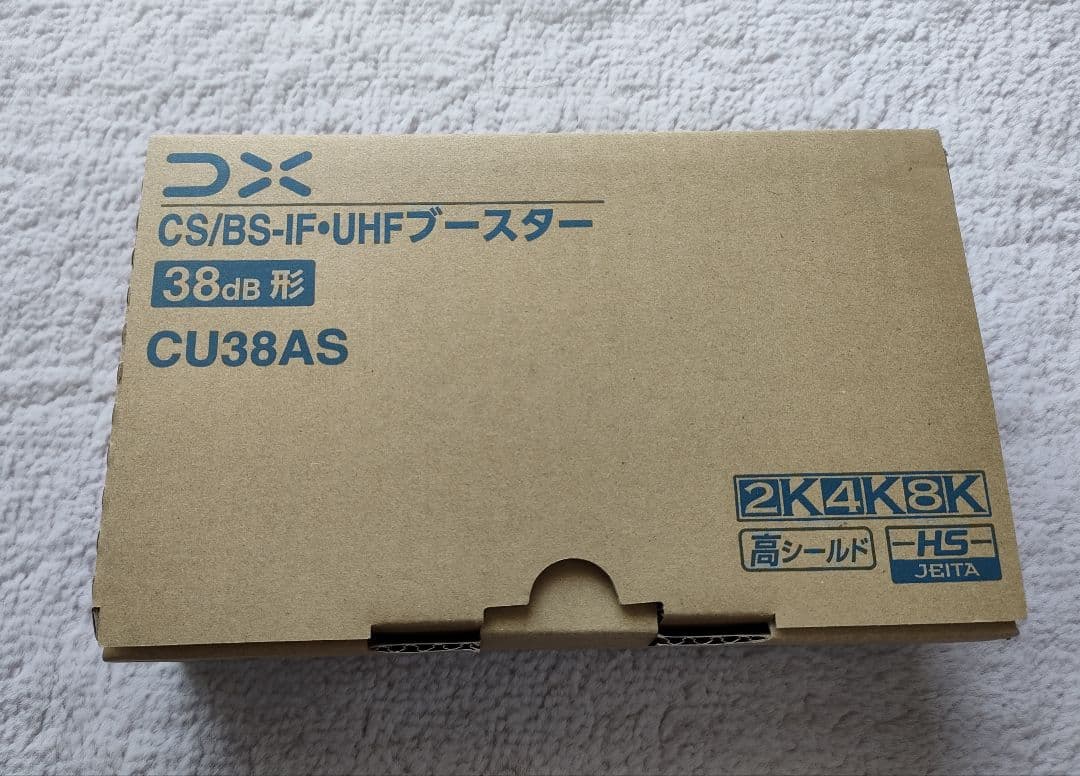 DX
CS/BS-IF・UHFブースター
38dB 形
CU38AS
2K4K8K
高シールド
HS
JEITA